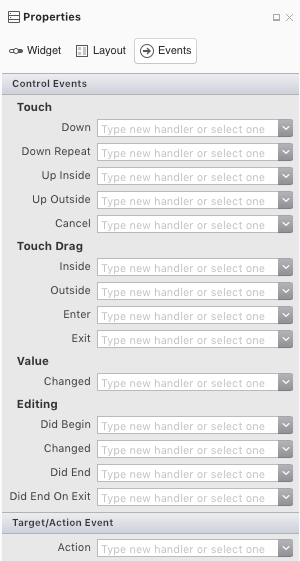 Properties
Widget Layout Events
Control Events
Touch
Down Type new handler or select one
Down Repeat Type new handler or select one
Up Inside Type new handler or select one
Up Outside Type new handler or select one
Cancel Type new handler or select one
Touch Drag
Inside Type new handler or select one
Outside Type new handler or select one
Enter Type new handler or select one
Exit Type new handler or select one
Value
Changed Type new handler or select one
Editing
Did Begin Type new handler or select one
Changed Type new handler or select one
Did End Type new handler or select one
Did End On Exit Type new handler or select one
Target/Action Event
Action Type new handler or select one